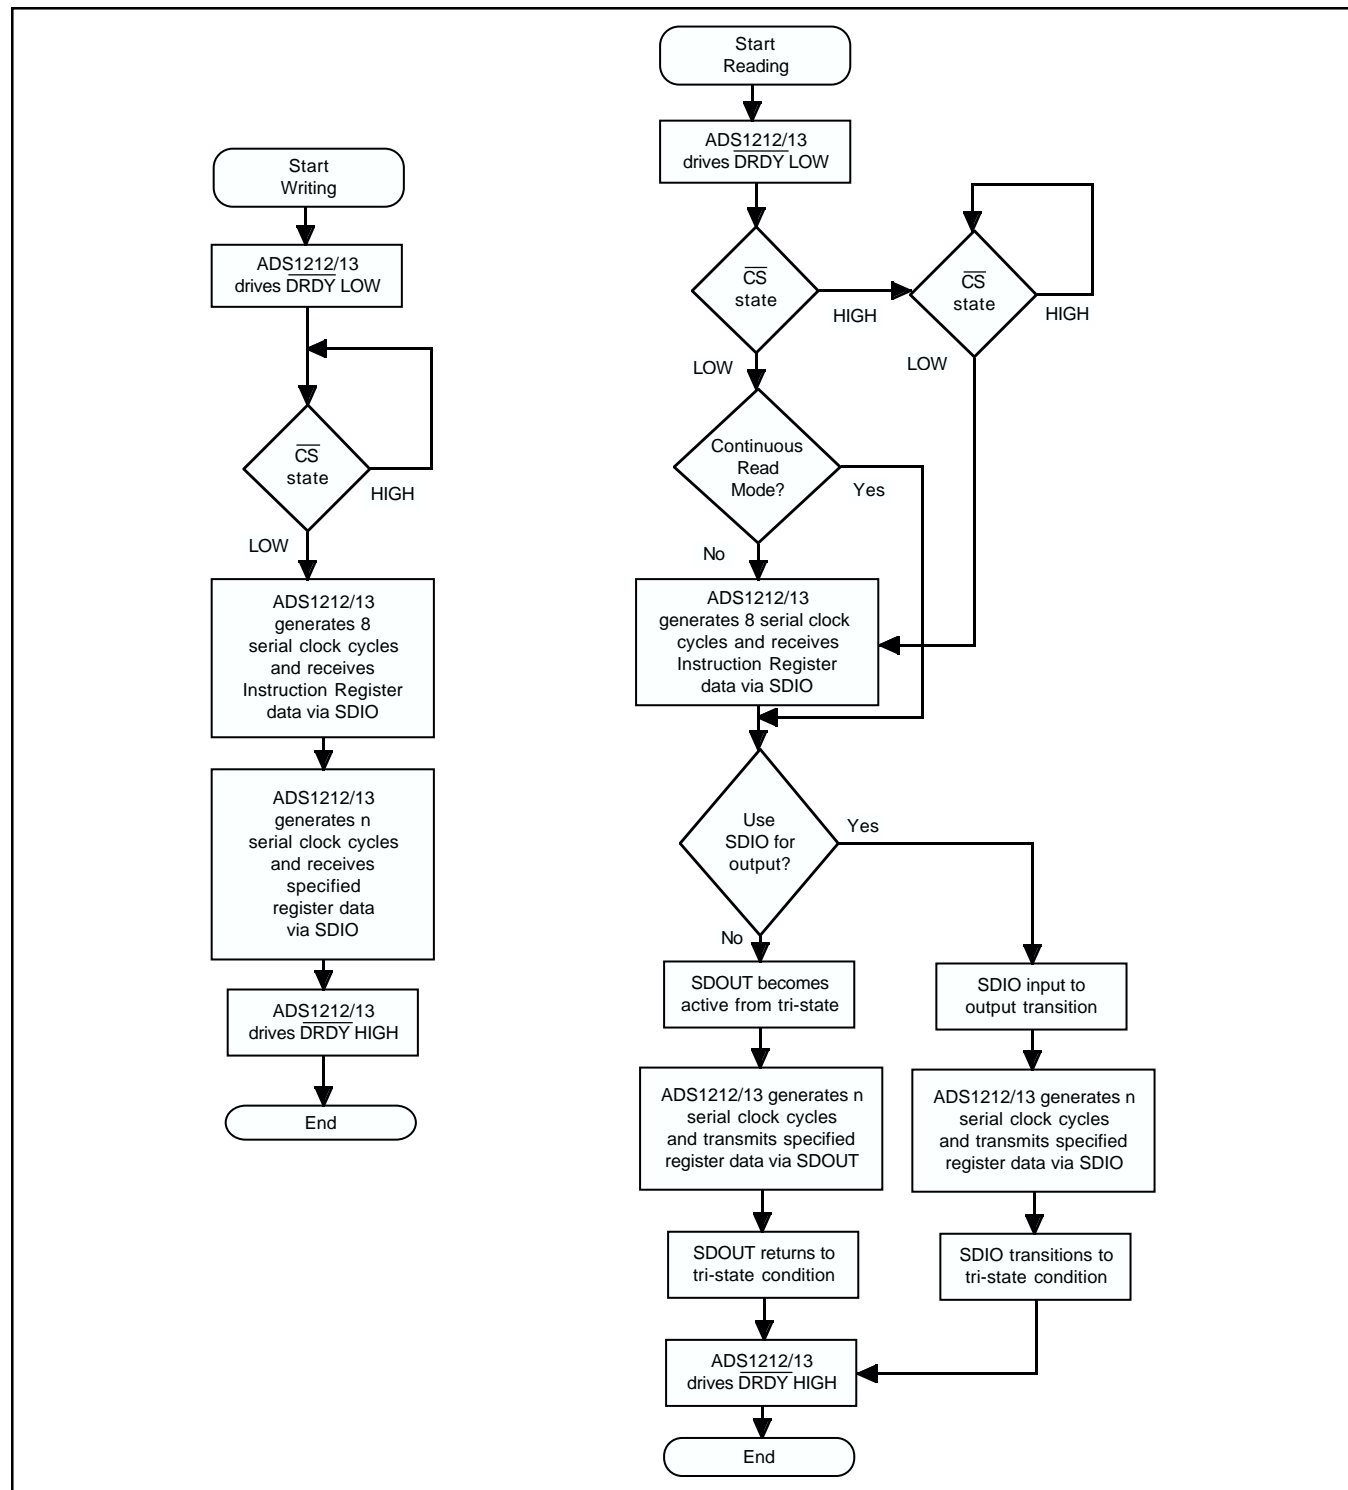 Start
Writing
ADS1212/13
drives DRDY LOW
CS
state
HIGH
LOW
ADS1212/13
generates 8
serial clock cycles
and receives
Instruction Register
data via SDIO
ADS1212/13
generates n
serial clock cycles
and receives
specified
register data
via SDIO
ADS1212/13
drives DRDY HIGH
End
Start
Reading
ADS1212/13
drives DRDY LOW
CS
state
HIGH
CS
state
HIGH
LOW
LOW
Continuous
Read
Mode?
Yes
No
ADS1212/13
generates 8 serial clock
cycles and receives
Instruction Register
data via SDIO
Use
SDIO for
output?
Yes
No
SDOUT becomes
active from tri-state
ADS1212/13 generates n
serial clock cycles
and transmits specified
register data via SDOUT
SDOUT returns to
tri-state condition
SDIO input to
output transition
ADS1212/13 generates n
serial clock cycles
and transmits specified
register data via SDIO
SDIO transitions to
tri-state condition
ADS1212/13
drives DRDY HIGH
End